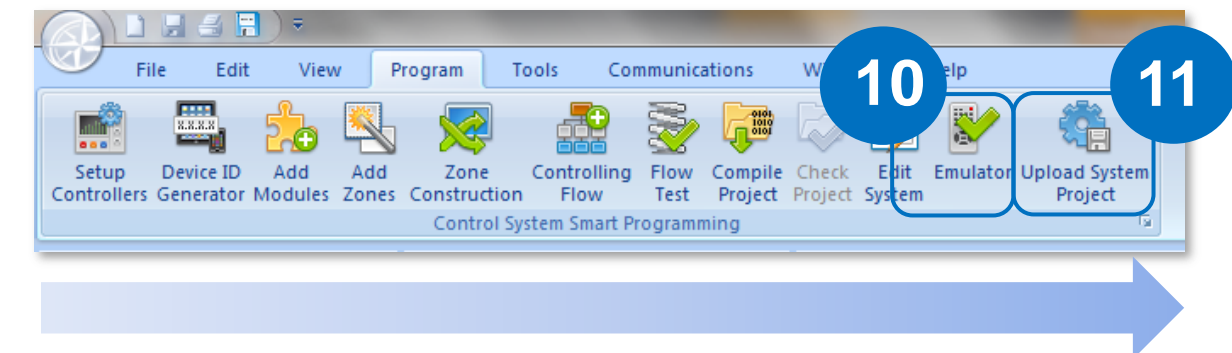 10
11
File Edit View Program Tools Communications
Setup Device ID Add Add Zone Controlling Flow Compile Check Edit Emulator Upload System
Controllers Generator Modules Zones Construction Flow Test Project Project System Project
Control System Smart Programming